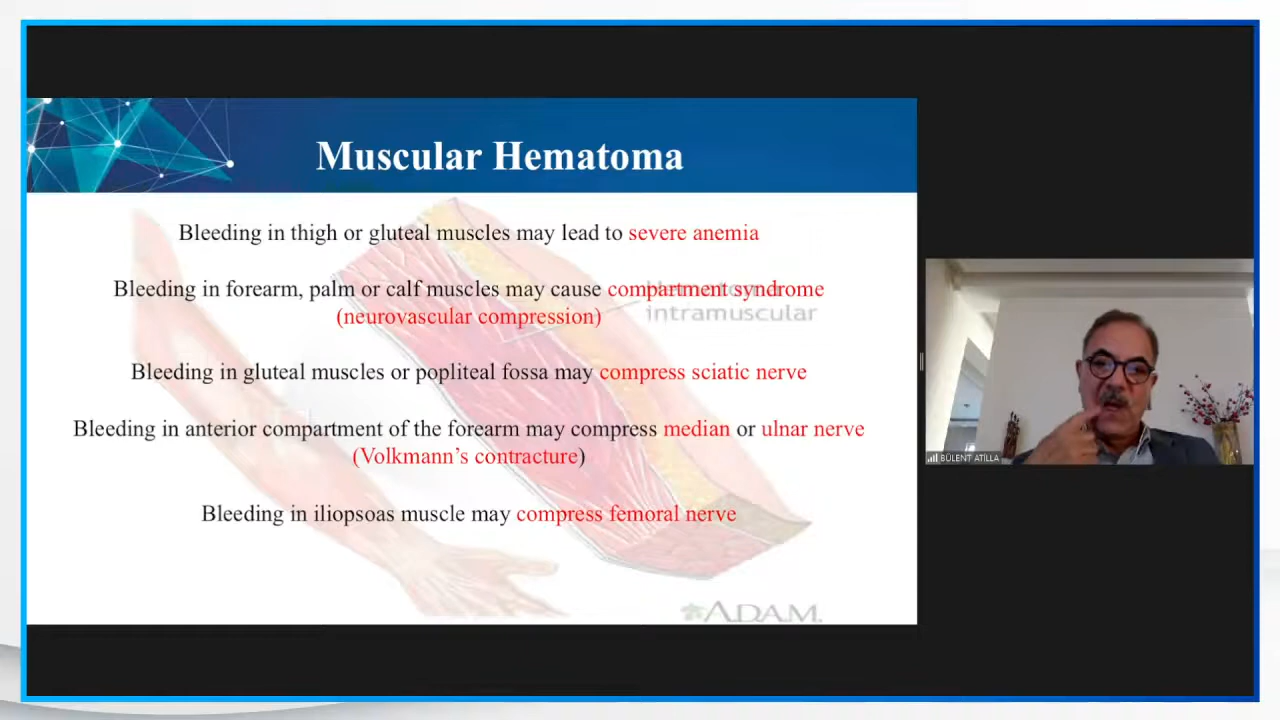 Muscular Hematoma
Bleeding in thigh or gluteal muscles may lead to severe anemia
Bleeding in forearm, palm or calf muscles may cause compartment syndrome
(neurovascular compression)
intramuscular
Bleeding in gluteal muscles or popliteal fossa may compress sciatic nerve
Bleeding in anterior compartment of the forearm may compress median or ulnar nerve
(Volkmann’s contracture)
Bleeding in iliopsoas muscle may compress femoral nerve
A.D.A.M.
BÜLENT ATİLLA